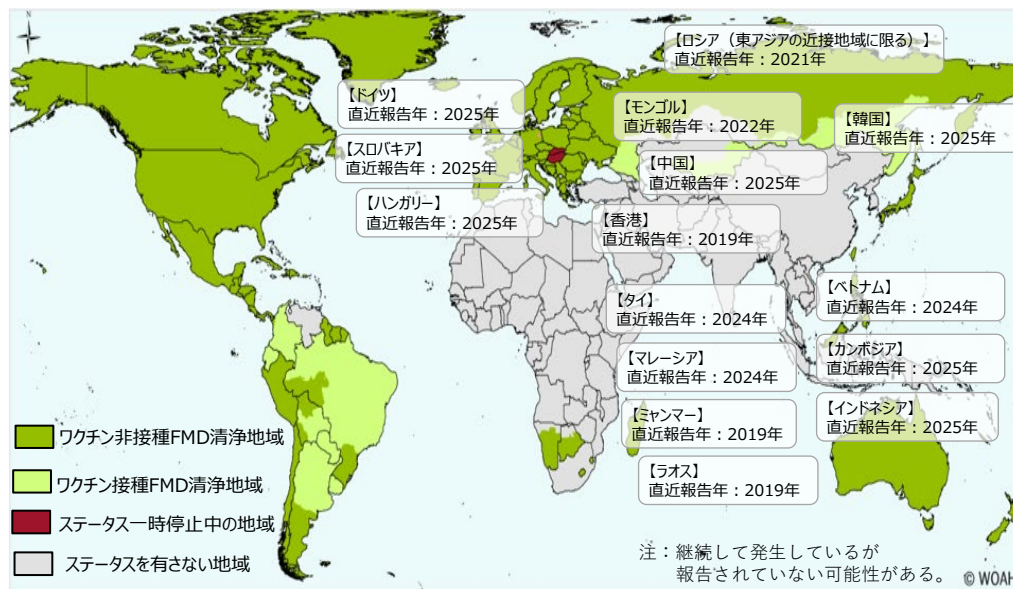 N
【ロシア(東アジアの近接地域に限る)】
直近報告年：2021年
【ドイツ】
直近報告年：2025年
【モンゴル】
直近報告年：2022年
【韓国】
直近報告年：2025年
【スロバキア】
直近報告年：2025年
【中国】
直近報告年：2025年
【ハンガリー】
直近報告年：2025年
【香港】
直近報告年：2019年
【タイ】
直近報告年：2024年
【ベトナム】
直近報告年：2024年
【マレーシア】
直近報告年：2024年
【カンボジア】
直近報告年：2025年
【ミャンマー】
直近報告年：2019年
【インドネシア】
直近報告年：2025年
【ラオス】
直近報告年：2019年
ワクチン非接種FMD清浄地域
ワクチン接種FMD清浄地域
ステータス一時停止中の地域
ステータスを有さない地域
注：継続して発生しているが
報告されていない可能性がある。
© WOAH